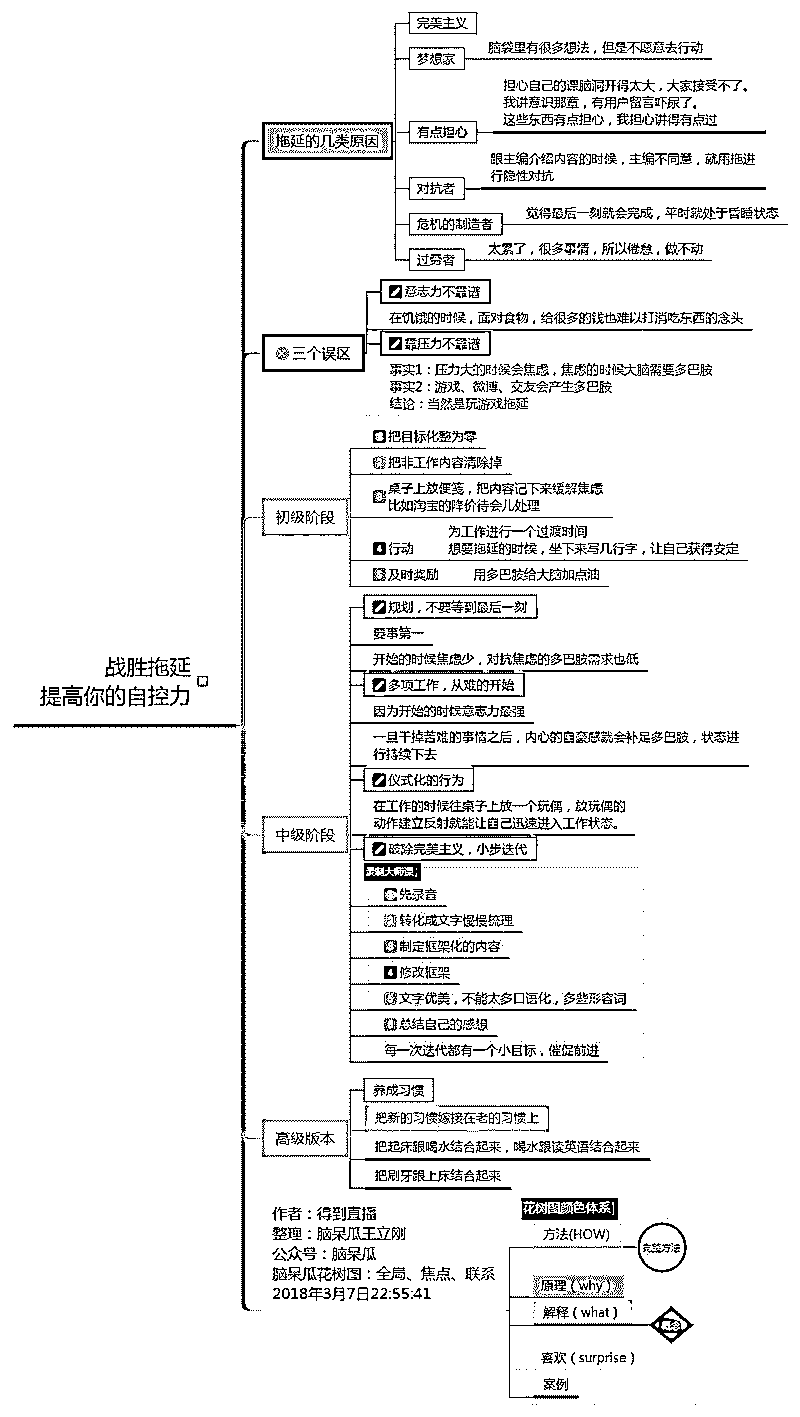 战胜拖延
提高你的自控力
拖延的几类原因
完美主义
梦想家
脑袋里有很多想法，但是不愿意去行动
有点担心
担心自己的课脑洞开得太大，大家接受不了。
我讲意识那章，有用户留言吓尿了。
这些东西有点担心，我担心讲得有点过
对抗者
跟主编介绍内容的时候，主编不同意，就用拖进
行隐性对抗
危机的制造者
觉得最后一刻就会完成，平时就处于昏睡状态
过劳者
太累了，很多事情，所以倦怠，做不动
三个误区
意志力不靠谱
在饥饿的时候，面对食物，给很多的钱也难以打消吃东西的念头
靠压力不靠谱
事实1：压力大的时候会焦虑，焦虑的时候大脑需要多巴胺
事实2：游戏、微博、交友会产生多巴胺
结论：当然是玩游戏拖延
初级阶段
把目标化整为零
把非工作内容清除掉
桌子上放便笺，把内容记下来缓解焦虑
比如淘宝的降价待会儿处理
4 行动
为工作进行一个过渡时间
想要拖延的时候，坐下来写几行字，让自己获得安定
及时奖励
用多巴胺给大脑加点油
中级阶段
规划，不要等到最后一刻
要事第一
开始的时候焦虑少，对抗焦虑的多巴胺需求也低
多项工作，从难的开始
因为开始的时候意志力最强
一旦干掉苦难的事情之后，内心的自豪感就会补足多巴胺，状态进
行持续下去
仪式化的行为
在工作的时候往桌子上放一个玩偶，放玩偶的
动作建立反射就能让自己迅速进入工作状态。
破除完美主义，小步迭代
录制大师课
先录音
转化成文字慢慢梳理
制定框架化的内容
4 修改框架
文字优美，不能太多口语化，多些形容词
总结自己的感想
每一次迭代都有一个小目标，催促前进
高级版本
养成习惯
把新的习惯嫁接在老的习惯上
把起床跟喝水结合起来，喝水跟读英语结合起来
把刷牙跟上床结合起来
作者：得到直播
整理：脑呆瓜王立刚
公众号：脑呆瓜
脑呆瓜花树图：全局、焦点、联系
2018年3月7日22:55:41
花树图颜色体系
方法(HOW)
完整方法
原理（why）
解释（what）
喜欢（surprise）
案例